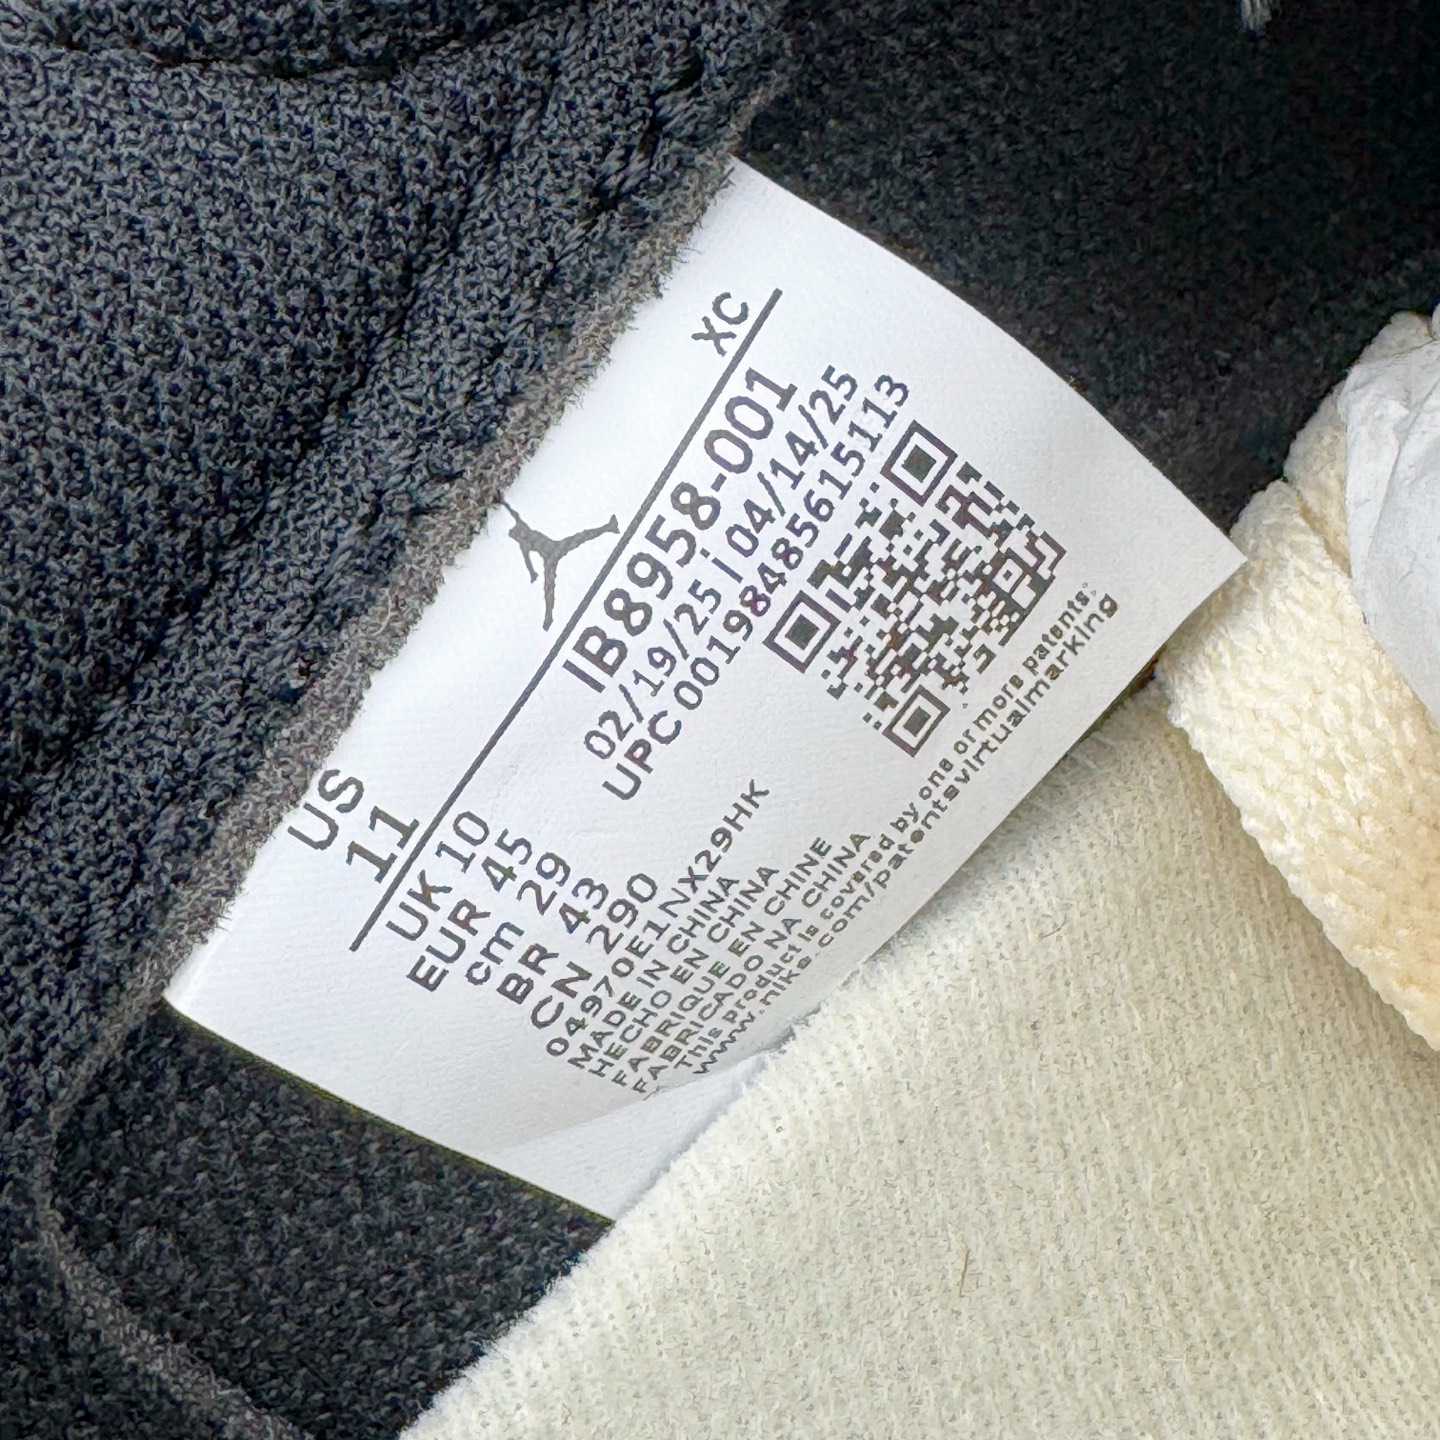 US
11
XC
IB8958-001
02/19/25 | 04/14/25
UPC 00198485615113
UK 10
EUR 45
cm 29
BR 43
CN 290
04970E1NX29HK
MADE IN CHINA
HECHO EN CHINA
FABRIQUE EN CHINE
FABRICADO NA CHINA
This product is covered by one or more patents.
www.nike.com/patentsvirtualmarking